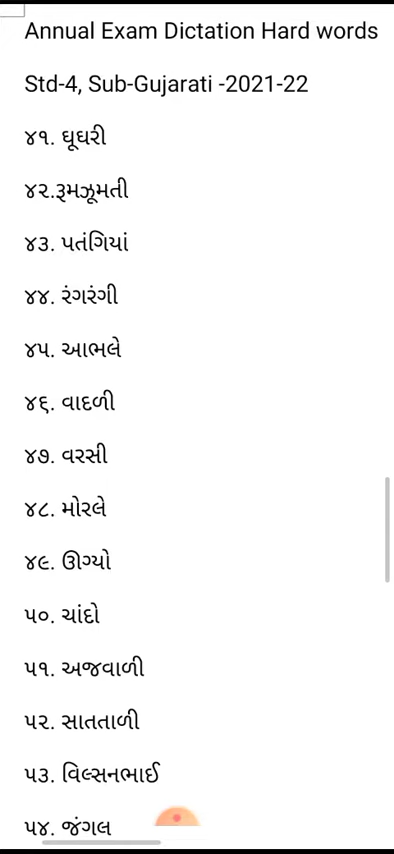 Annual Exam Dictation Hard words
Std-4, Sub-Gujarati -2021-22
૪૧. ઘૂઘરી
૪૨.રૂમઝૂમતી
૪૩. પતંગિયાં
૪૪. રંગરંગી
૪૫. આભલે
૪૬. વાદળી
૪૭. વરસી
૪૮. મોરલે
૪૯. ઊગ્યો
૫૦. ચાંદો
૫૧. અજવાળી
૫૨. સાતતાળી
૫૩. વિલ્સનભાઈ
૫૪. જંગલ